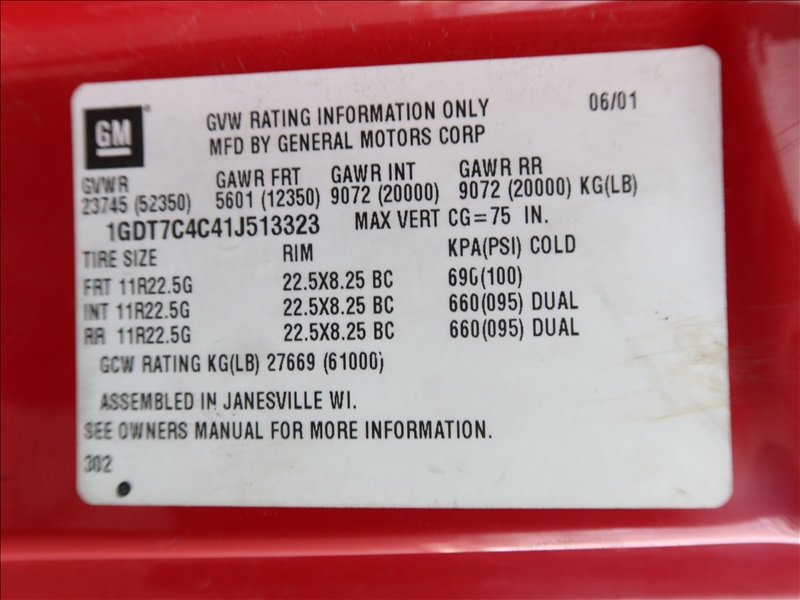 GM®
GVW RATING INFORMATION ONLY 06/01
MFD BY GENERAL MOTORS CORP
GVWR GAWR FRT GAWR INT GAWR RR
23745 (52350) 5601 (12350) 9072 (20000) 9072 (20000) KG(LB)
1GDT7C4C41J513323 MAX VERT CG=75 IN.
TIRE SIZE RIM KPA(PSI) COLD
FRT 11R22.5G 22.5X8.25 BC 690(100)
INT 11R22.5G 22.5X8.25 BC 660(095) DUAL
RR 11R22.5G 22.5X8.25 BC 660(095) DUAL
GCW RATING KG(LB) 27669 (61000)
ASSEMBLED IN JANESVILLE WI.
SEE OWNERS MANUAL FOR MORE INFORMATION.
302